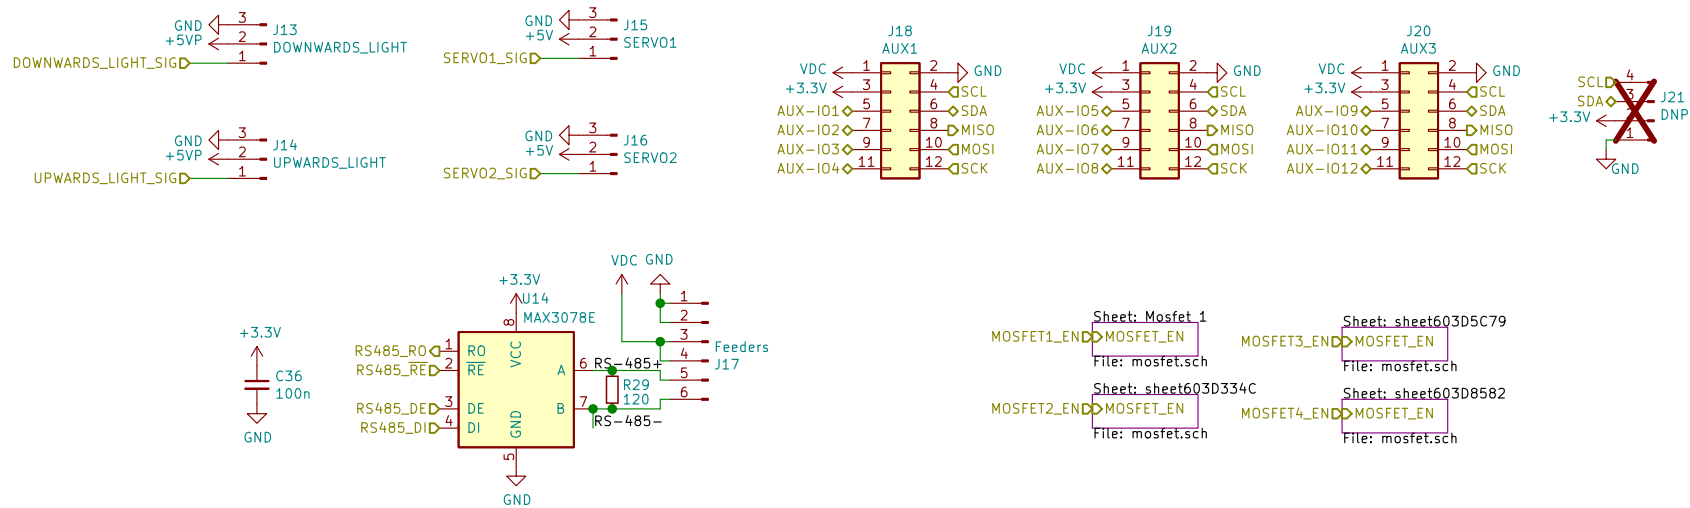 GND 3 J13
+5VP 2 DOWNWARDS_LIGHT
DOWNWARDS_LIGHT_SIG 1
GND 3 J15
+5V 2 SERVO1
SERVO1_SIG 1
GND 3 J14
+5VP 2 UPWARDS_LIGHT
UPWARDS_LIGHT_SIG 1
GND 3 J16
+5V 2 SERVO2
SERVO2_SIG 1
J18
AUX1
VDC 1 2 GND
+3.3V 3 4 SCL
AUX-IO1 5 6 SDA
AUX-IO2 7 8 MISO
AUX-IO3 9 10 MOSI
AUX-IO4 11 12 SCK
J19
AUX2
VDC 1 2 GND
+3.3V 3 4 SCL
AUX-IO5 5 6 SDA
AUX-IO6 7 8 MISO
AUX-IO7 9 10 MOSI
AUX-IO8 11 12 SCK
J20
AUX3
VDC 1 2 GND
+3.3V 3 4 SCL
AUX-IO9 5 6 SDA
AUX-IO10 7 8 MISO
AUX-IO11 9 10 MOSI
AUX-IO12 11 12 SCK
SCL 4
SDA 3 J21
+3.3V DNP
1
GND
+3.3V
C36
100n
GND
+3.3V
U14
MAX3078E
8
VCC
RS485_RO 1 RO
RS485_RE 2 RE
RS485_DE 3 DE
RS485_DI 4 DI
A 6 RS-485+
B 7 RS-485-
GND
5
GND
R29
120
VDC GND
1
2
3
4
5
6
Feeders
J17
Sheet: Mosfet 1
MOSFET1_EN MOSFET_EN
File: mosfet.sch
Sheet: sheet603D334C
MOSFET2_EN MOSFET_EN
File: mosfet.sch
Sheet: sheet603D5C79
MOSFET3_EN MOSFET_EN
File: mosfet.sch
Sheet: sheet603D8582
MOSFET4_EN MOSFET_EN
File: mosfet.sch